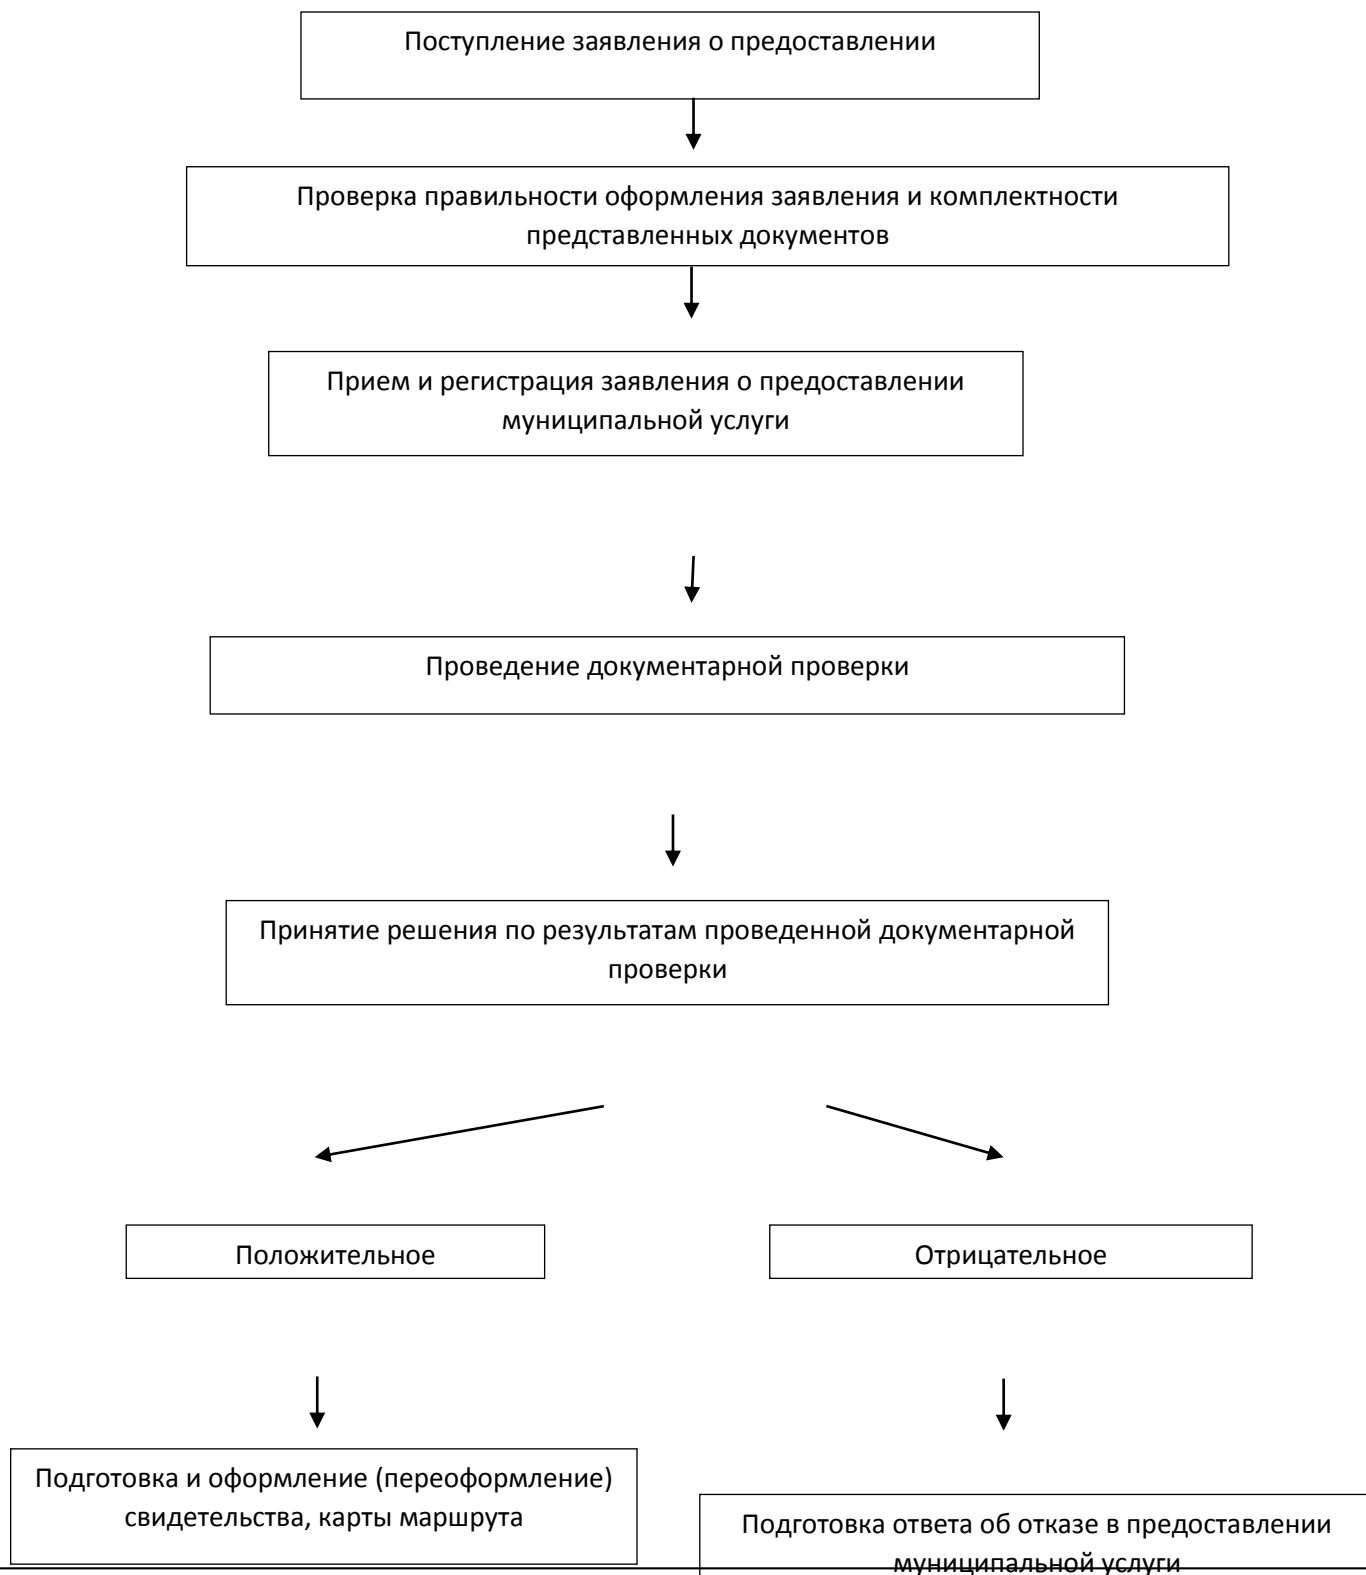 Поступление заявления о предоставлении
Проверка правильности оформления заявления и комплектности
представленных документов
Прием и регистрация заявления о предоставлении
муниципальной услуги
Проведение документарной проверки
Принятие решения по результатам проведенной документарной
проверки
Положительное
Отрицательное
Подготовка и оформление (переоформление)
свидетельства, карты маршрута
Подготовка ответа об отказе в предоставлении
муниципальной услуги